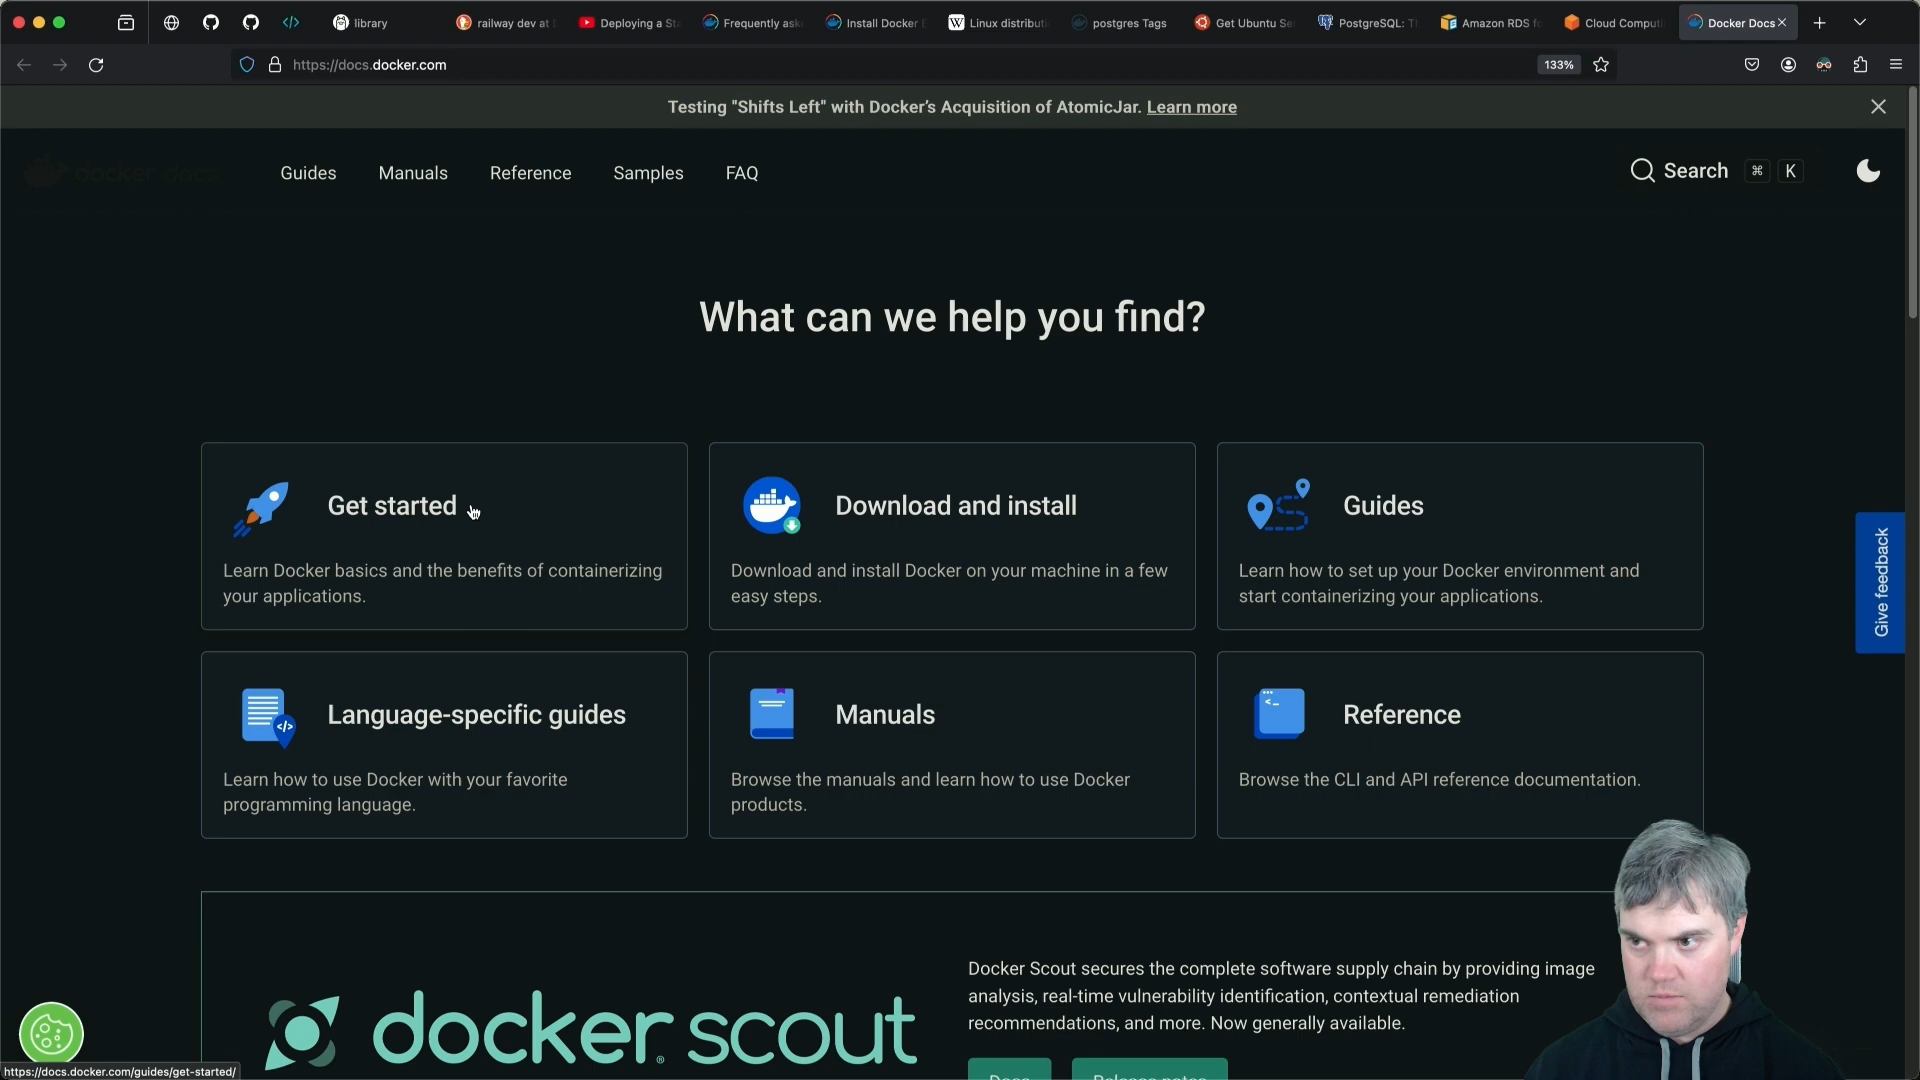 library
railway dev at
Deploying a St
Frequently ask
Install Docker E
Linux distributi
postgres Tags
Get Ubuntu Se
PostgreSQL: T
Amazon RDS fo
Cloud Computi
Docker Docs
https://docs.docker.com
133%
Testing "Shifts Left" with Docker's Acquisition of AtomicJar. Learn more
docker docs
Guides
Manuals
Reference
Samples
FAQ
Search ⌘ K
What can we help you find?
Get started
Learn Docker basics and the benefits of containerizing
your applications.
Download and install
Download and install Docker on your machine in a few
easy steps.
Guides
Learn how to set up your Docker environment and
start containerizing your applications.
Give feedback
Language-specific guides
Learn how to use Docker with your favorite
programming language.
Manuals
Browse the manuals and learn how to use Docker
products.
Reference
Browse the CLI and API reference documentation.
docker scout
Docker Scout secures the complete software supply chain by providing image
analysis, real-time vulnerability identification, contextual remediation
recommendations, and more. Now generally available.
Docs
Release notes
https://docs.docker.com/guides/get-started/